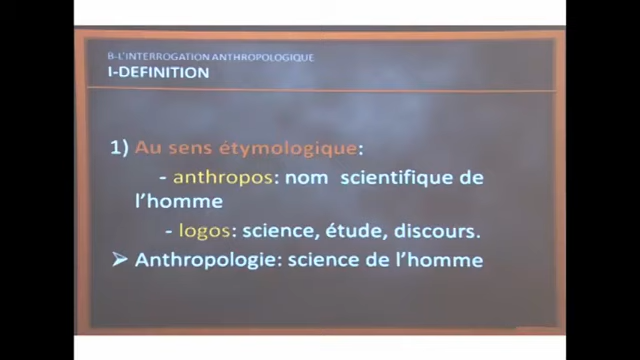 B-L'INTERROGATION ANTHROPOLOGIQUE
I-DEFINITION
1) Au sens étymologique:
- anthropos: nom scientifique de
l'homme
- logos: science, étude, discours.
➢ Anthropologie: science de l'homme